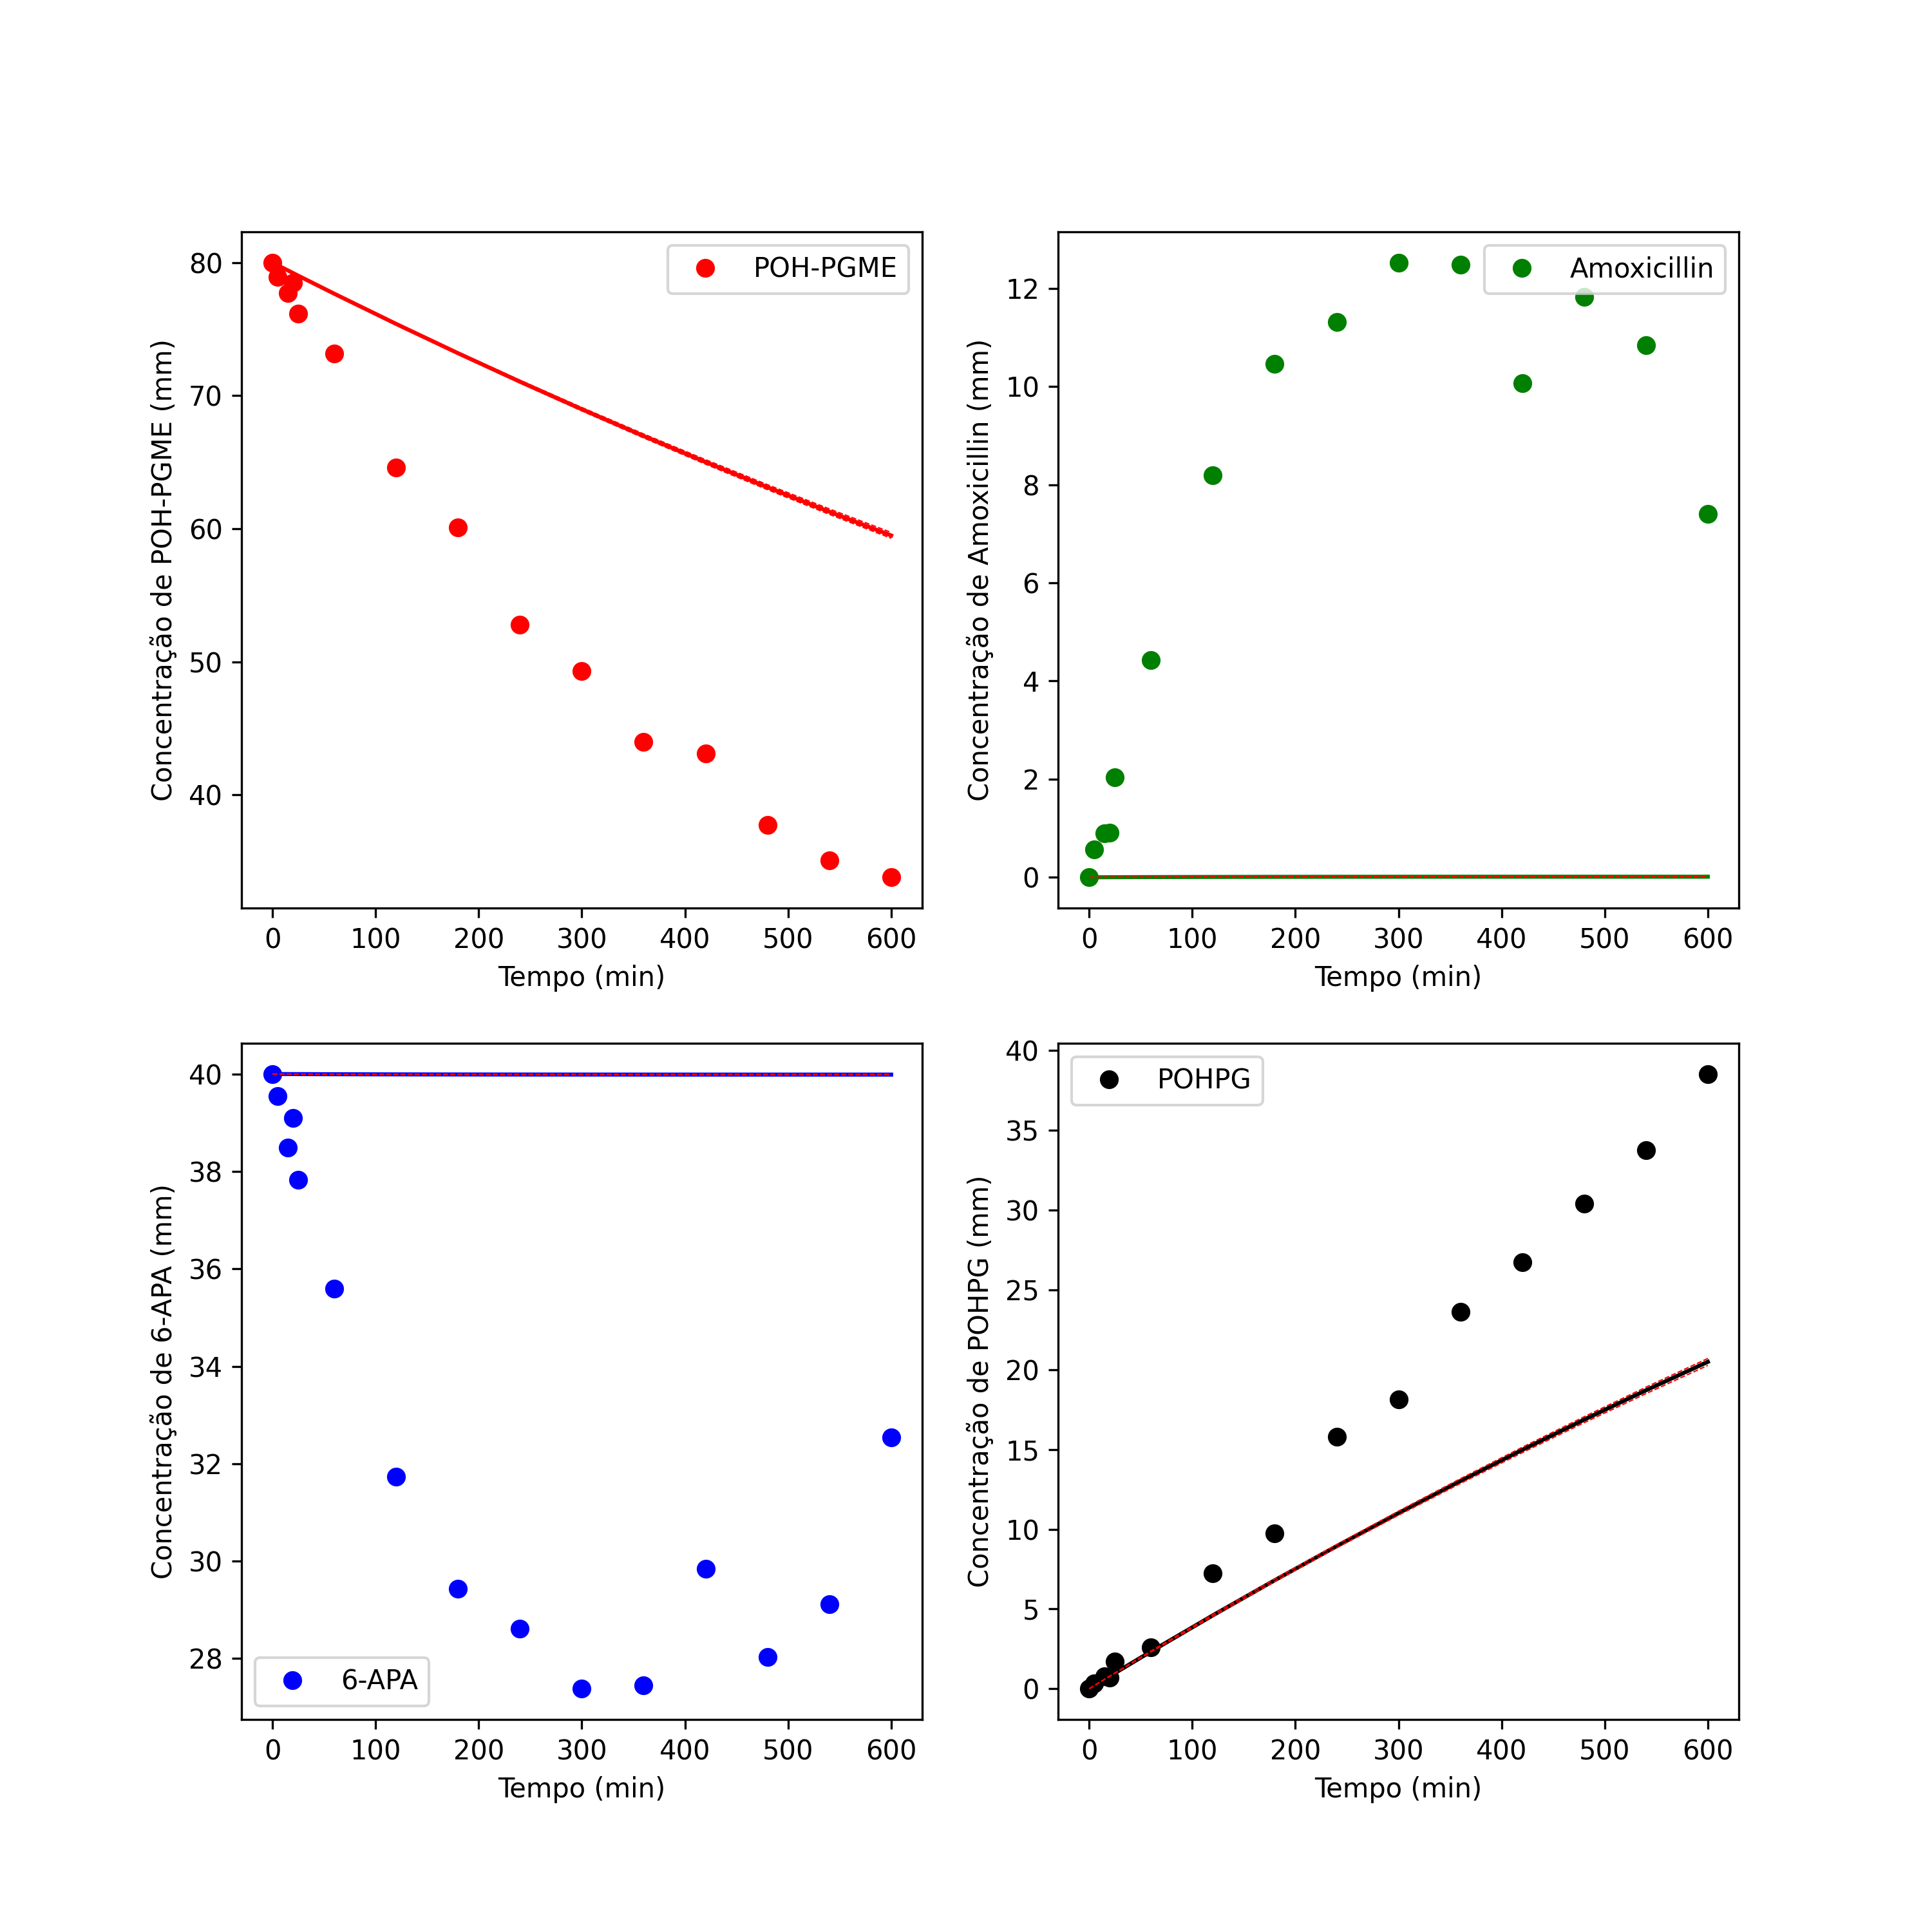 POH-PGME
Concentração de POH-PGME (mm)
80
70
60
50
40
0 100 200 300 400 500 600
Tempo (min)
Amoxicillin
Concentração de Amoxicillin (mm)
12
10
8
6
4
2
0
0 100 200 300 400 500 600
Tempo (min)
6-APA
Concentração de 6-APA (mm)
40
38
36
34
32
30
28
0 100 200 300 400 500 600
Tempo (min)
POHPG
Concentração de POHPG (mm)
40
35
30
25
20
15
10
5
0
0 100 200 300 400 500 600
Tempo (min)